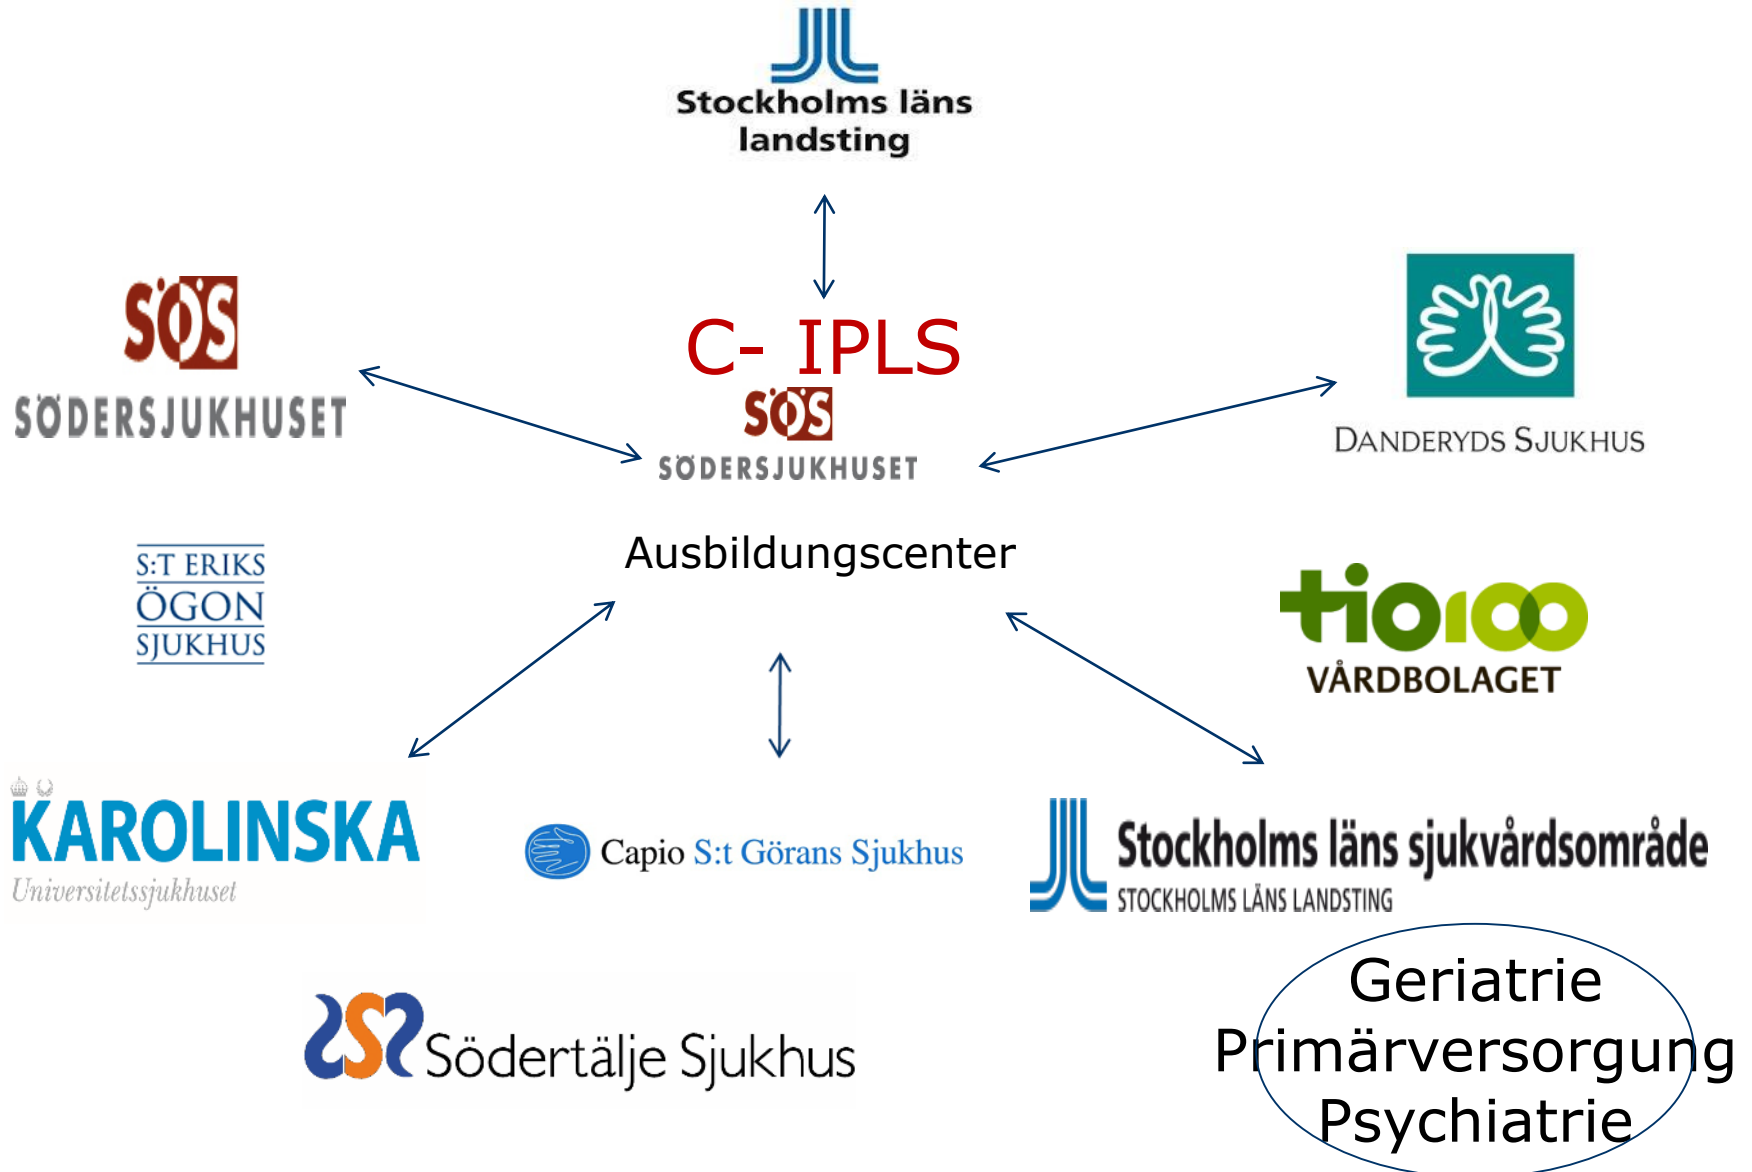 Stockholms läns
landsting
SÖS
SÖDERSJUKHUSET
C- IPLS
SÖS
SÖDERSJUKHUSET
DANDERYDS SJUKHUS
Ausbildungscenter
S:T ERIKS
ÖGON
SJUKHUS
tio100
VÅRDBOLAGET
KAROLINSKA
Universitetssjukhuset
Capio S:t Görans Sjukhus
Stockholms läns sjukvårdsområde
STOCKHOLMS LÄNS LANDSTING
Södertälje Sjukhus
Geriatrie
Primärversorgung
Psychiatrie